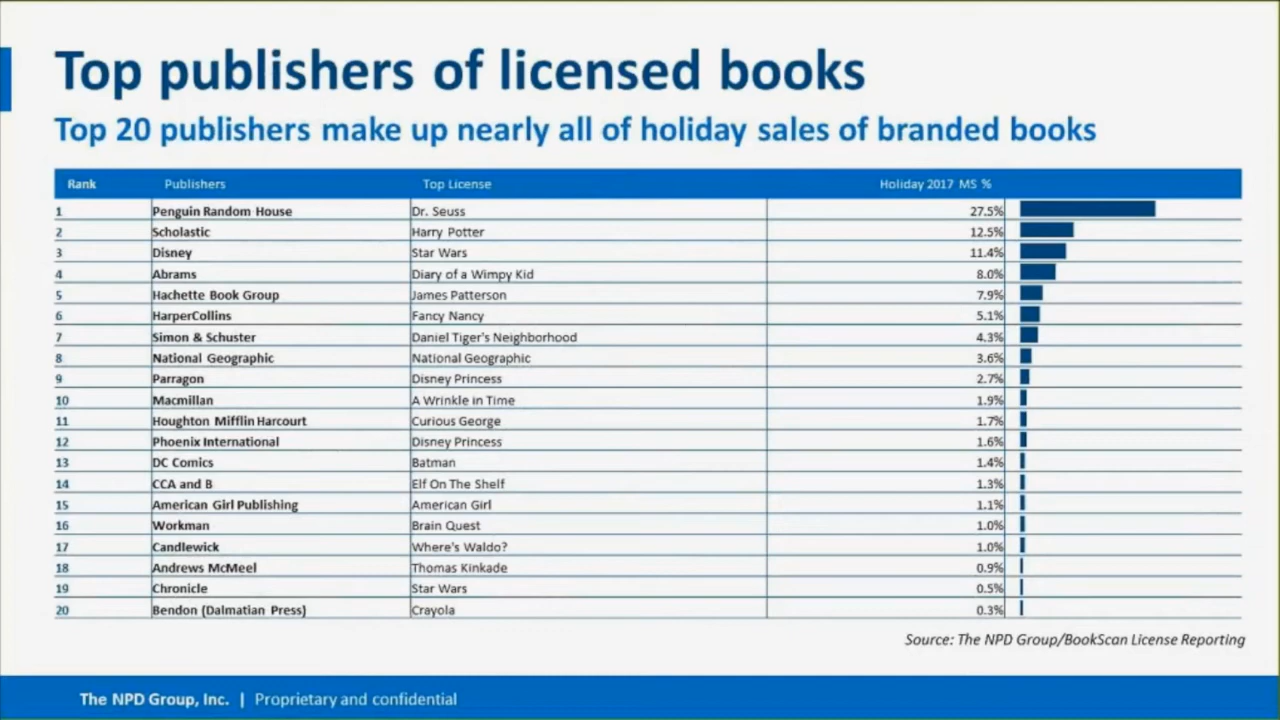 Top publishers of licensed books
Top 20 publishers make up nearly all of holiday sales of branded books
Rank Publishers Top License Holiday 2017 MS %
1 Penguin Random House Dr. Seuss 27.5%
2 Scholastic Harry Potter 12.5%
3 Disney Star Wars 11.4%
4 Abrams Diary of a Wimpy Kid 8.0%
5 Hachette Book Group James Patterson 7.9%
6 HarperCollins Fancy Nancy 5.1%
7 Simon & Schuster Daniel Tiger's Neighborhood 4.3%
8 National Geographic National Geographic 3.6%
9 Parragon Disney Princess 2.7%
10 Macmillan A Wrinkle in Time 1.9%
11 Houghton Mifflin Harcourt Curious George 1.7%
12 Phoenix International Disney Princess 1.6%
13 DC Comics Batman 1.4%
14 CCA and B Elf On The Shelf 1.3%
15 American Girl Publishing American Girl 1.1%
16 Workman Brain Quest 1.0%
17 Candlewick Where's Waldo? 1.0%
18 Andrews McMeel Thomas Kinkade 0.9%
19 Chronicle Star Wars 0.5%
20 Bendon (Dalmatian Press) Crayola 0.3%
Source: The NPD Group/BookScan License Reporting
The NPD Group, Inc. | Proprietary and confidential